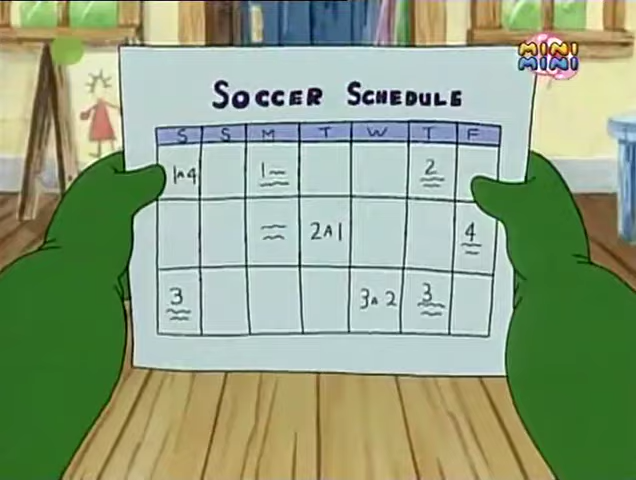 MINI
MINI
SOCCER SCHEDULE
S S M T W T F
1A4 1 2
2A1 4
3 3A2 3